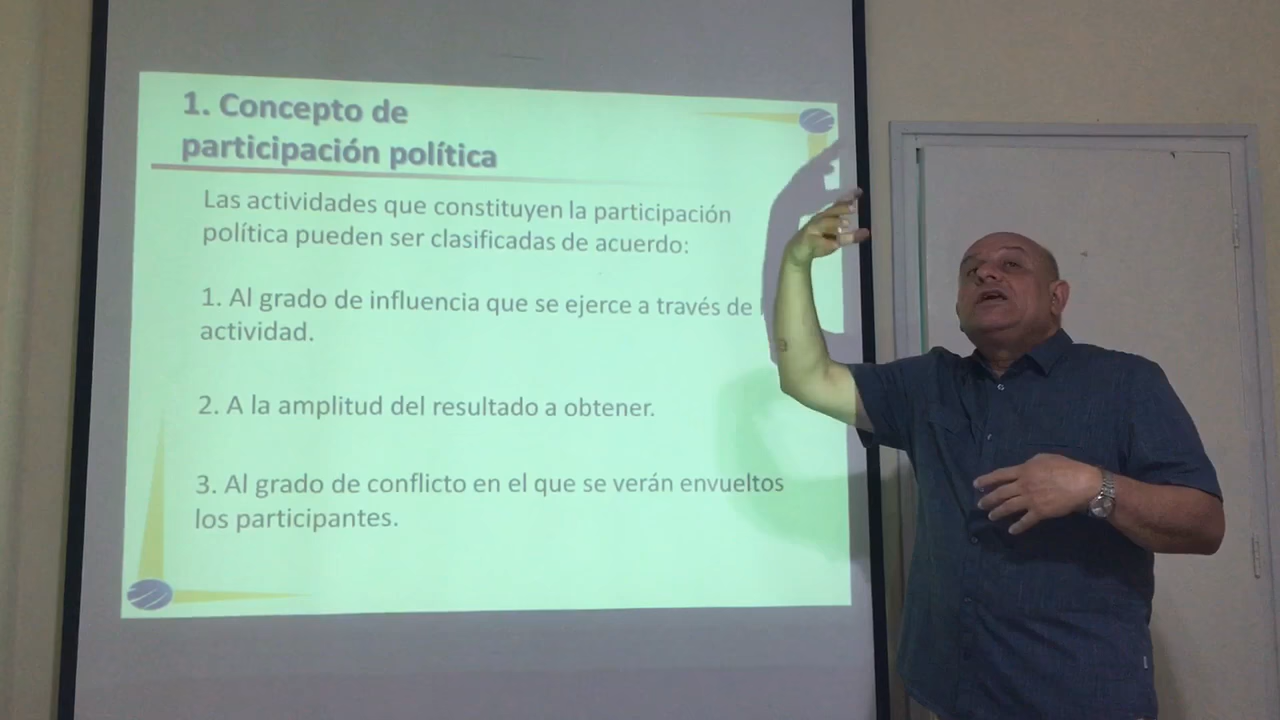 1. Concepto de
participación política
Las actividades que constituyen la participación
política pueden ser clasificadas de acuerdo:
1. Al grado de influencia que se ejerce a través de
actividad.
2. A la amplitud del resultado a obtener.
3. Al grado de conflicto en el que se verán envueltos
los participantes.